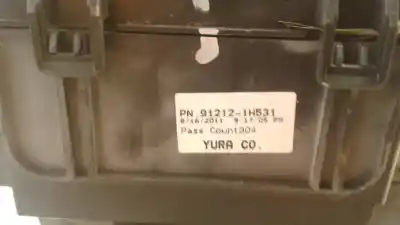 PN 91212-1H531
8/16/2011 9:17:05 PM
Pass Count304
YURA CO.